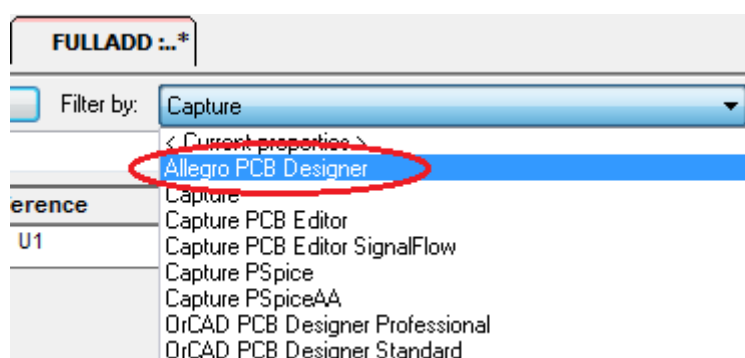 FULLADD :..*
Filter by: Capture
< Current properties >
Allegro PCB Designer
Capture
erence
Capture PCB Editor
U1
Capture PCB Editor SignalFlow
Capture PSpice
Capture PSpiceAA
OrCAD PCB Designer Professional
OrCAD PCB Designer Standard